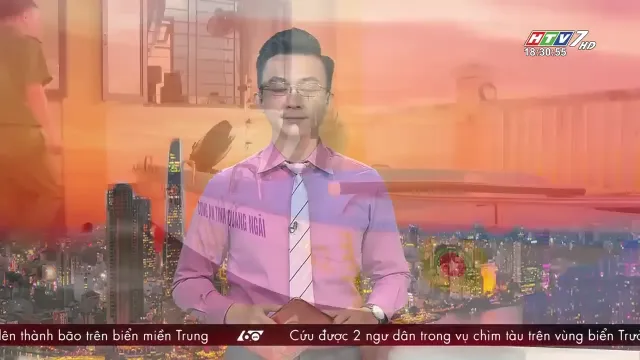 HTV7 HD
18:30:55
CÔNG AN TỈNH QUẢNG NGÃI
lên thành bão trên biển miền Trung
60 Cứu được 2 ngư dân trong vụ chìm tàu trên vùng biển